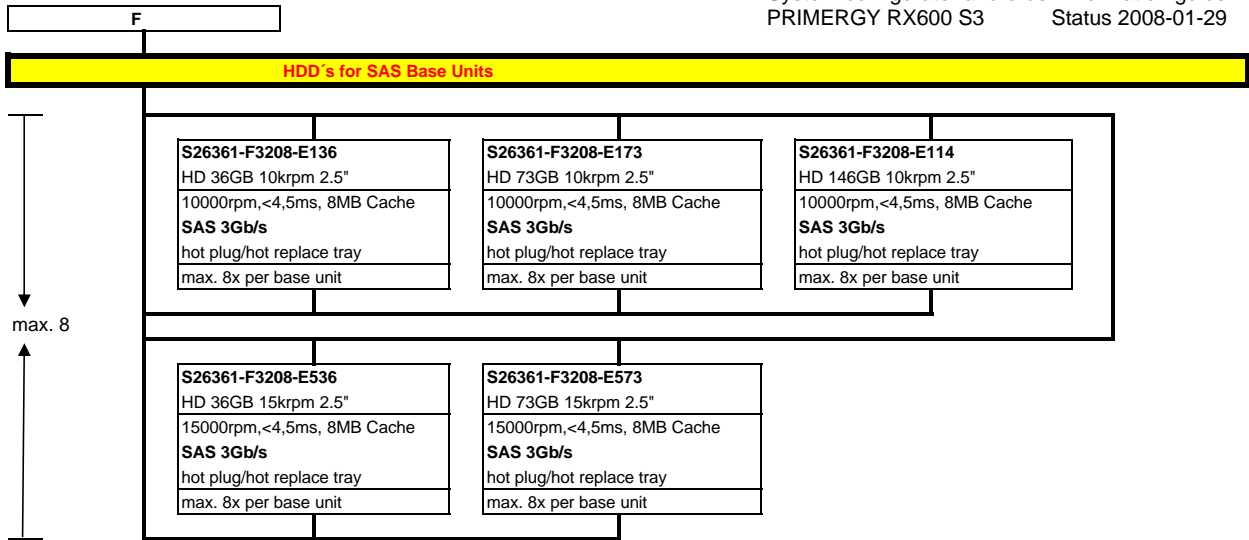 PRIMERGY RX600 S3 Status 2008-01-29
F
HDD´s for SAS Base Units
S26361-F3208-E136
HD 36GB 10krpm 2.5"
10000rpm,<4,5ms, 8MB Cache
SAS 3Gb/s
hot plug/hot replace tray
max. 8x per base unit
S26361-F3208-E173
HD 73GB 10krpm 2.5"
10000rpm,<4,5ms, 8MB Cache
SAS 3Gb/s
hot plug/hot replace tray
max. 8x per base unit
S26361-F3208-E114
HD 146GB 10krpm 2.5"
10000rpm,<4,5ms, 8MB Cache
SAS 3Gb/s
hot plug/hot replace tray
max. 8x per base unit
max. 8
S26361-F3208-E536
HD 36GB 15krpm 2.5"
15000rpm,<4,5ms, 8MB Cache
SAS 3Gb/s
hot plug/hot replace tray
max. 8x per base unit
S26361-F3208-E573
HD 73GB 15krpm 2.5"
15000rpm,<4,5ms, 8MB Cache
SAS 3Gb/s
hot plug/hot replace tray
max. 8x per base unit